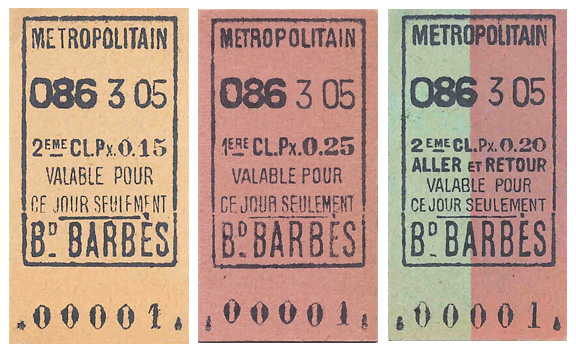 METROPOLITAIN
086 3 05
2EME CL.Px.0.15
VALABLE POUR
CE JOUR SEULEMENT
BD BARBÈS
00001
METROPOLITAIN
086 3 05
1ERE CL.Px.0.25
VALABLE POUR
CE JOUR SEULEMENT
BD BARBÈS
00001
METROPOLITAIN
086 3 05
2EME CL.Px.0.20
ALLER ET RETOUR
VALABLE POUR
CE JOUR SEULEMENT
BD BARBÈS
00001